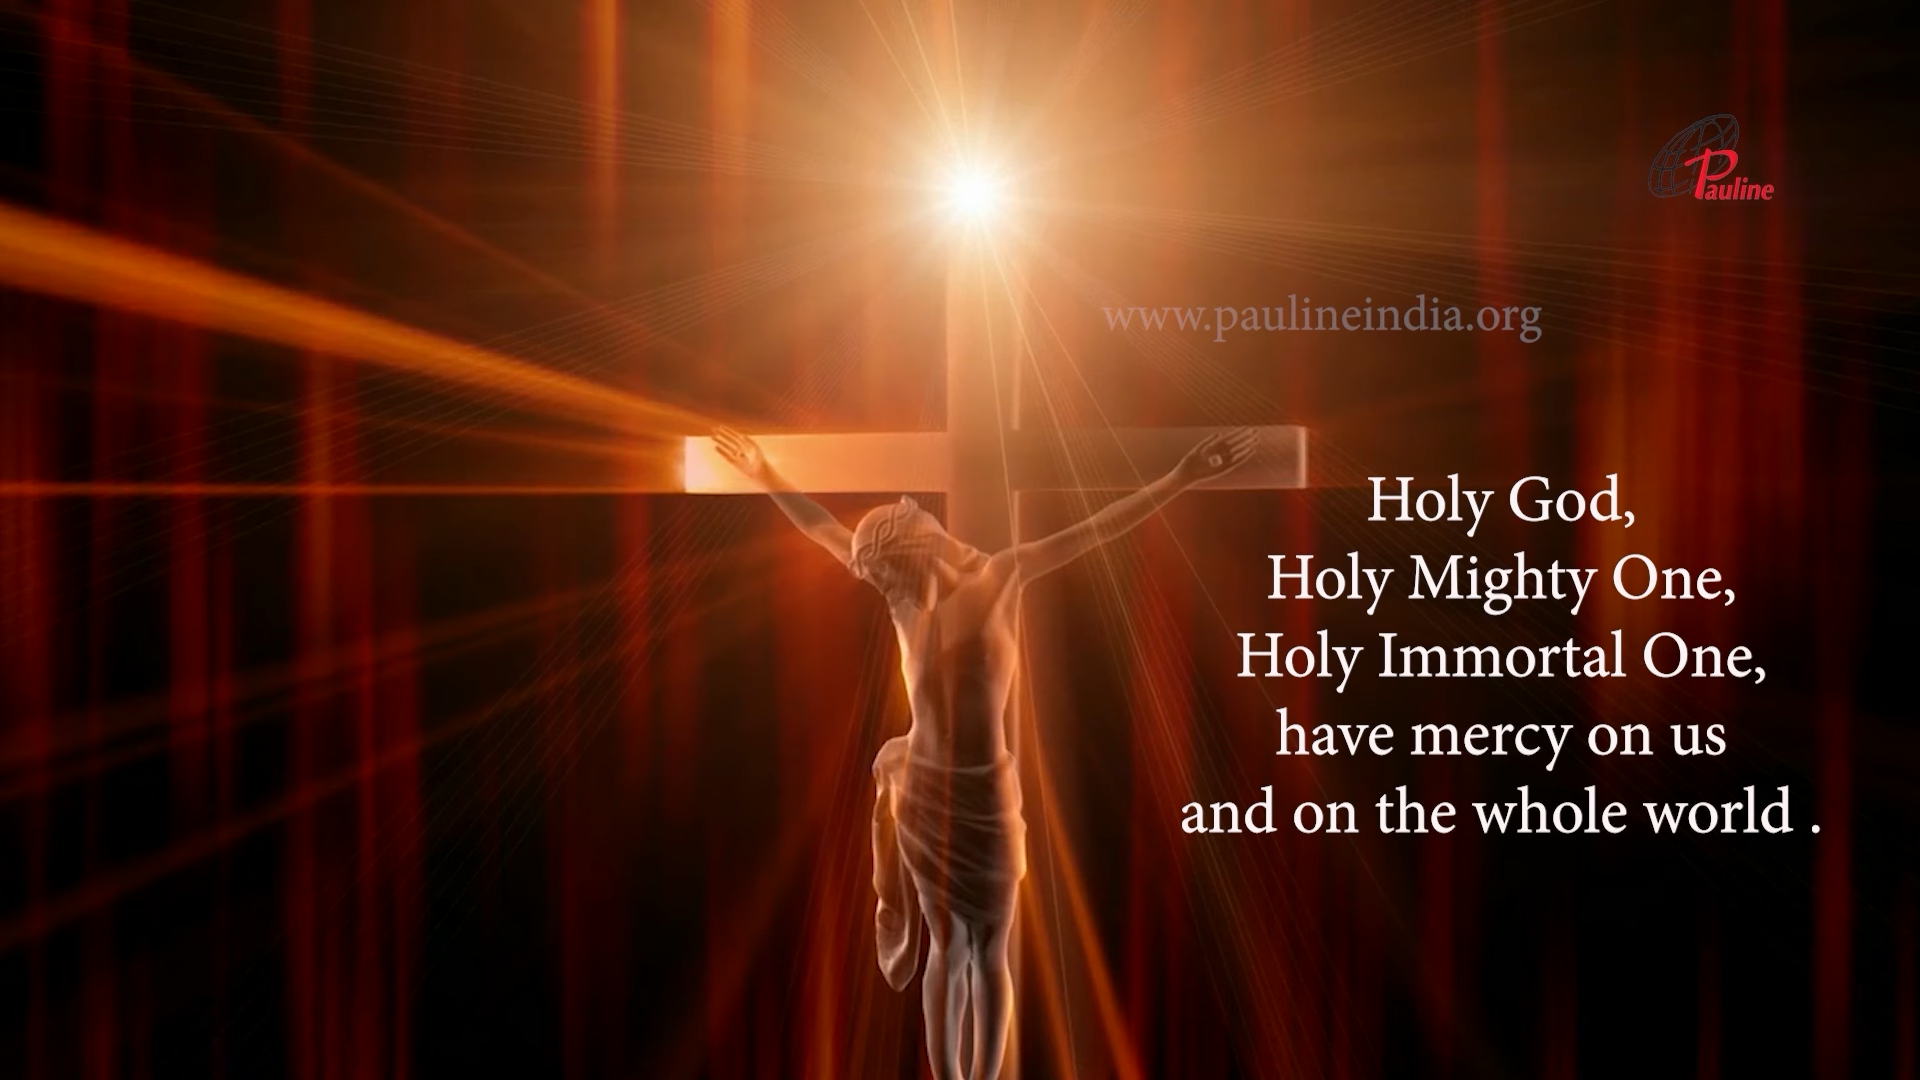 Pauline
www.paulineindia.org
Holy God,
Holy Mighty One,
Holy Immortal One,
have mercy on us
and on the whole world .